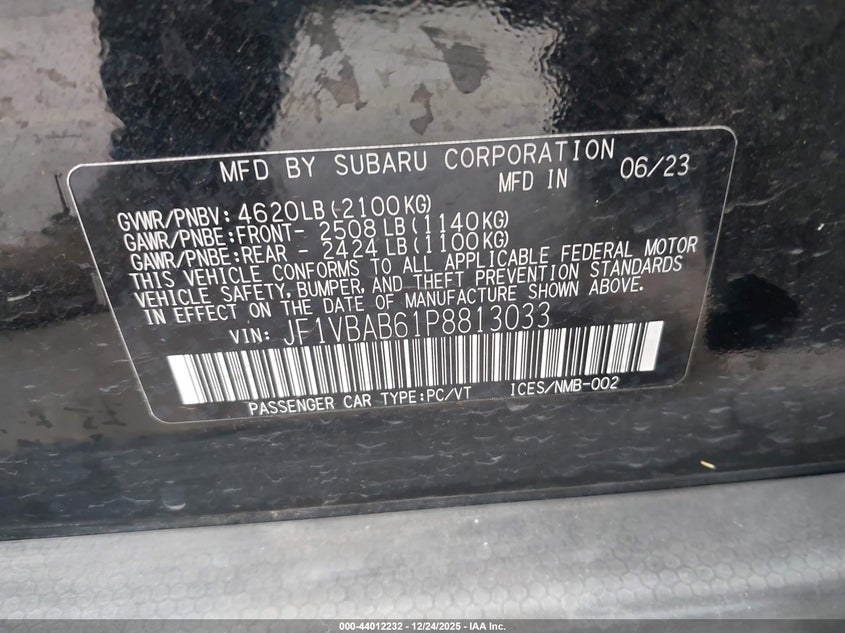 MFD BY SUBARU CORPORATION
MFD IN 06/23
GVWR/PNBV: 4620LB(2100KG)
GAWR/PNBE:FRONT- 2508LB(1140KG)
GAWR/PNBE:REAR - 2424LB(1100KG)
THIS VEHICLE CONFORMS TO ALL APPLICABLE FEDERAL MOTOR
VEHICLE SAFETY, BUMPER, AND THEFT PREVENTION STANDARDS
IN EFFECT ON THE DATE OF MANUFACTURE SHOWN ABOVE.
VIN: JF1VBAB61P8813033
PASSENGER CAR TYPE:PC/VT ICES/NMB-002
000-44012232 - 12/24/2025 - IAA Inc.